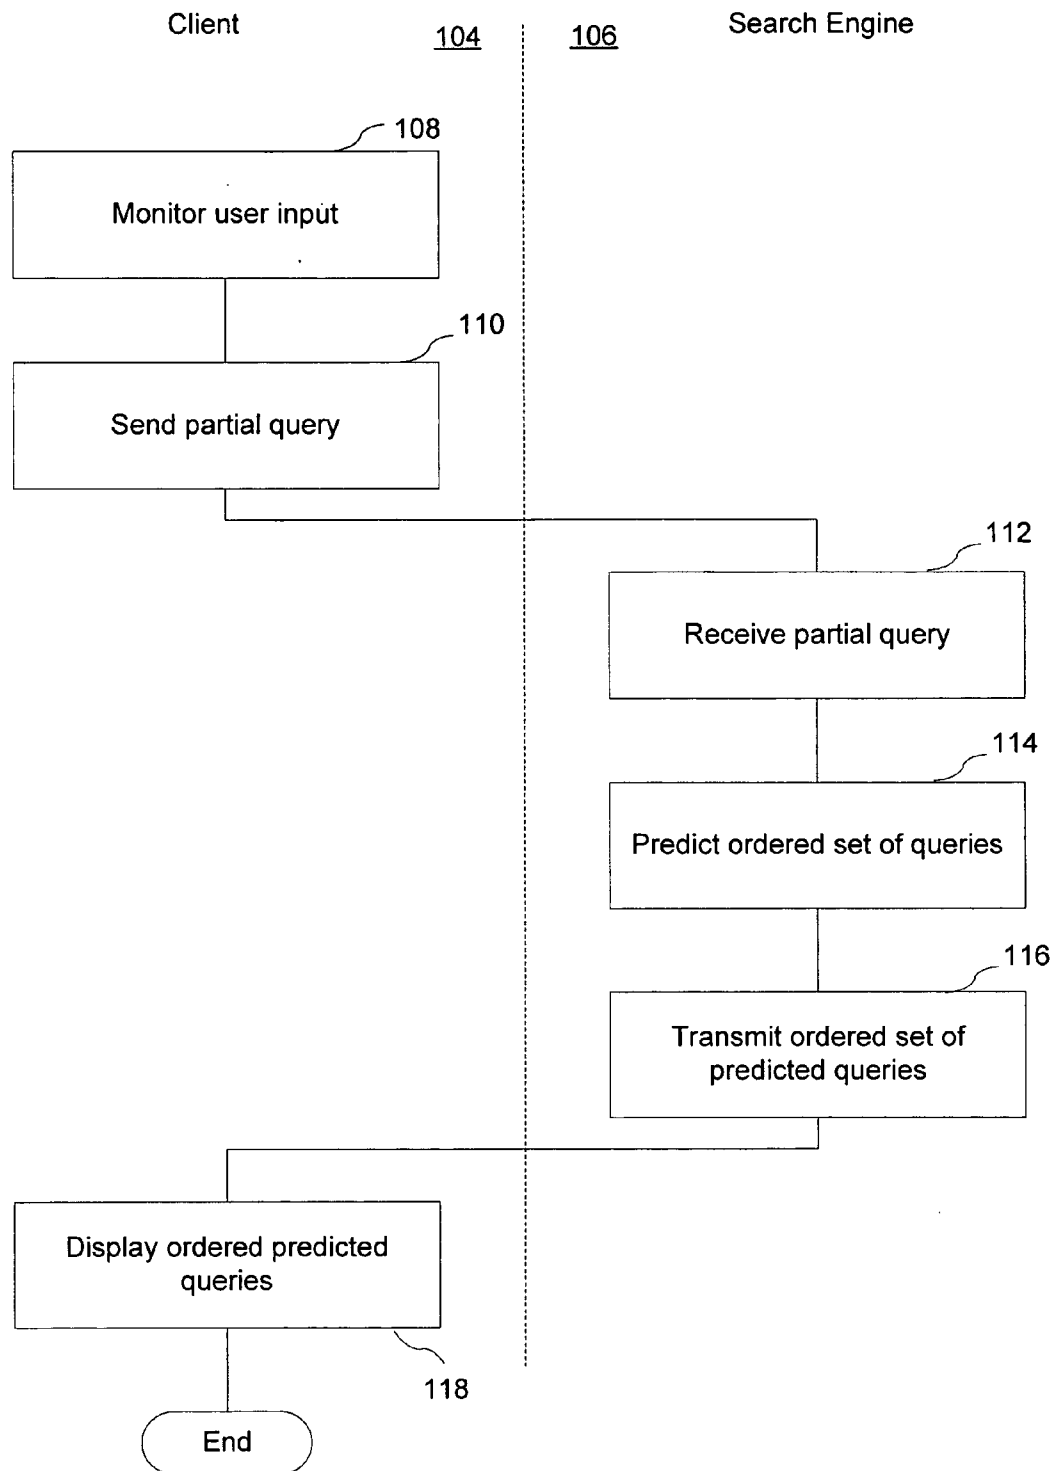 Client
104
106
Search Engine
108
Monitor user input
110
Send partial query
112
Receive partial query
114
Predict ordered set of queries
116
Transmit ordered set of
predicted queries
Display ordered predicted
queries
118
End